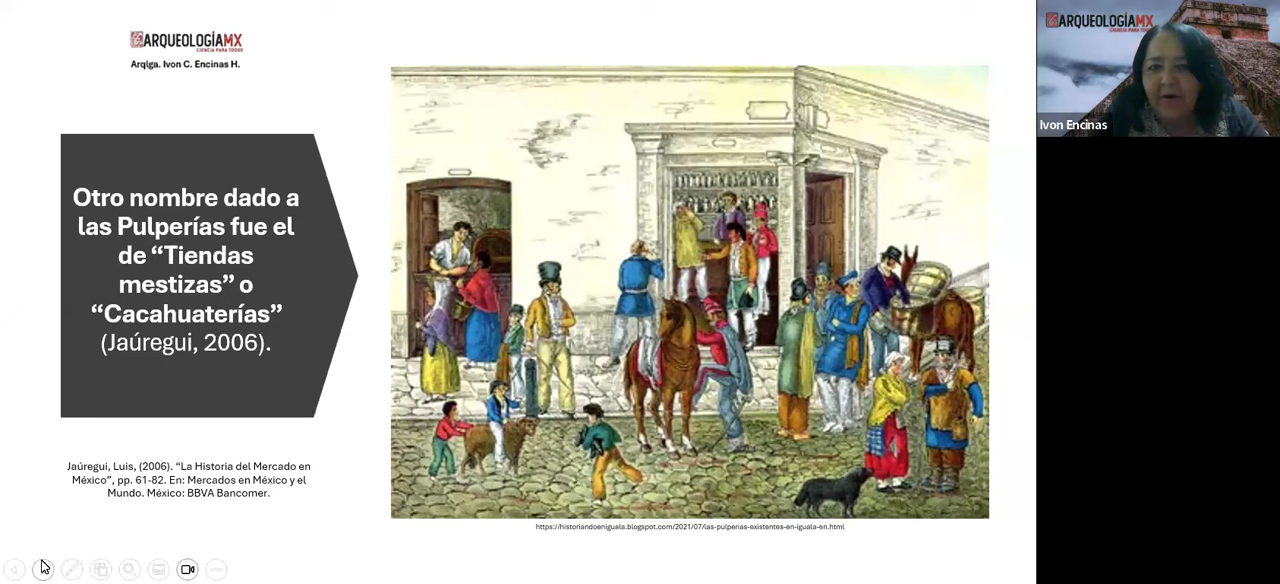 ARQUEOLOGÍAMX
CIENCIA PARA TODOS
Arqlga. Ivon C. Encinas H.
Otro nombre dado a
las Pulperías fue el
de “Tiendas
mestizas” o
“Cacahuaterías”
(Jaúregui, 2006).
Jaúregui, Luis, (2006). “La Historia del Mercado en
México”, pp. 61-82. En: Mercados en México y el
Mundo. México: BBVA Bancomer.
https://historiandoeniguala.blogspot.com/2021/07/las-pulperias-existentes-en-iguala-en.html
ARQUEOLOGÍAMX
CIENCIA PARA TODOS
Ivon Encinas